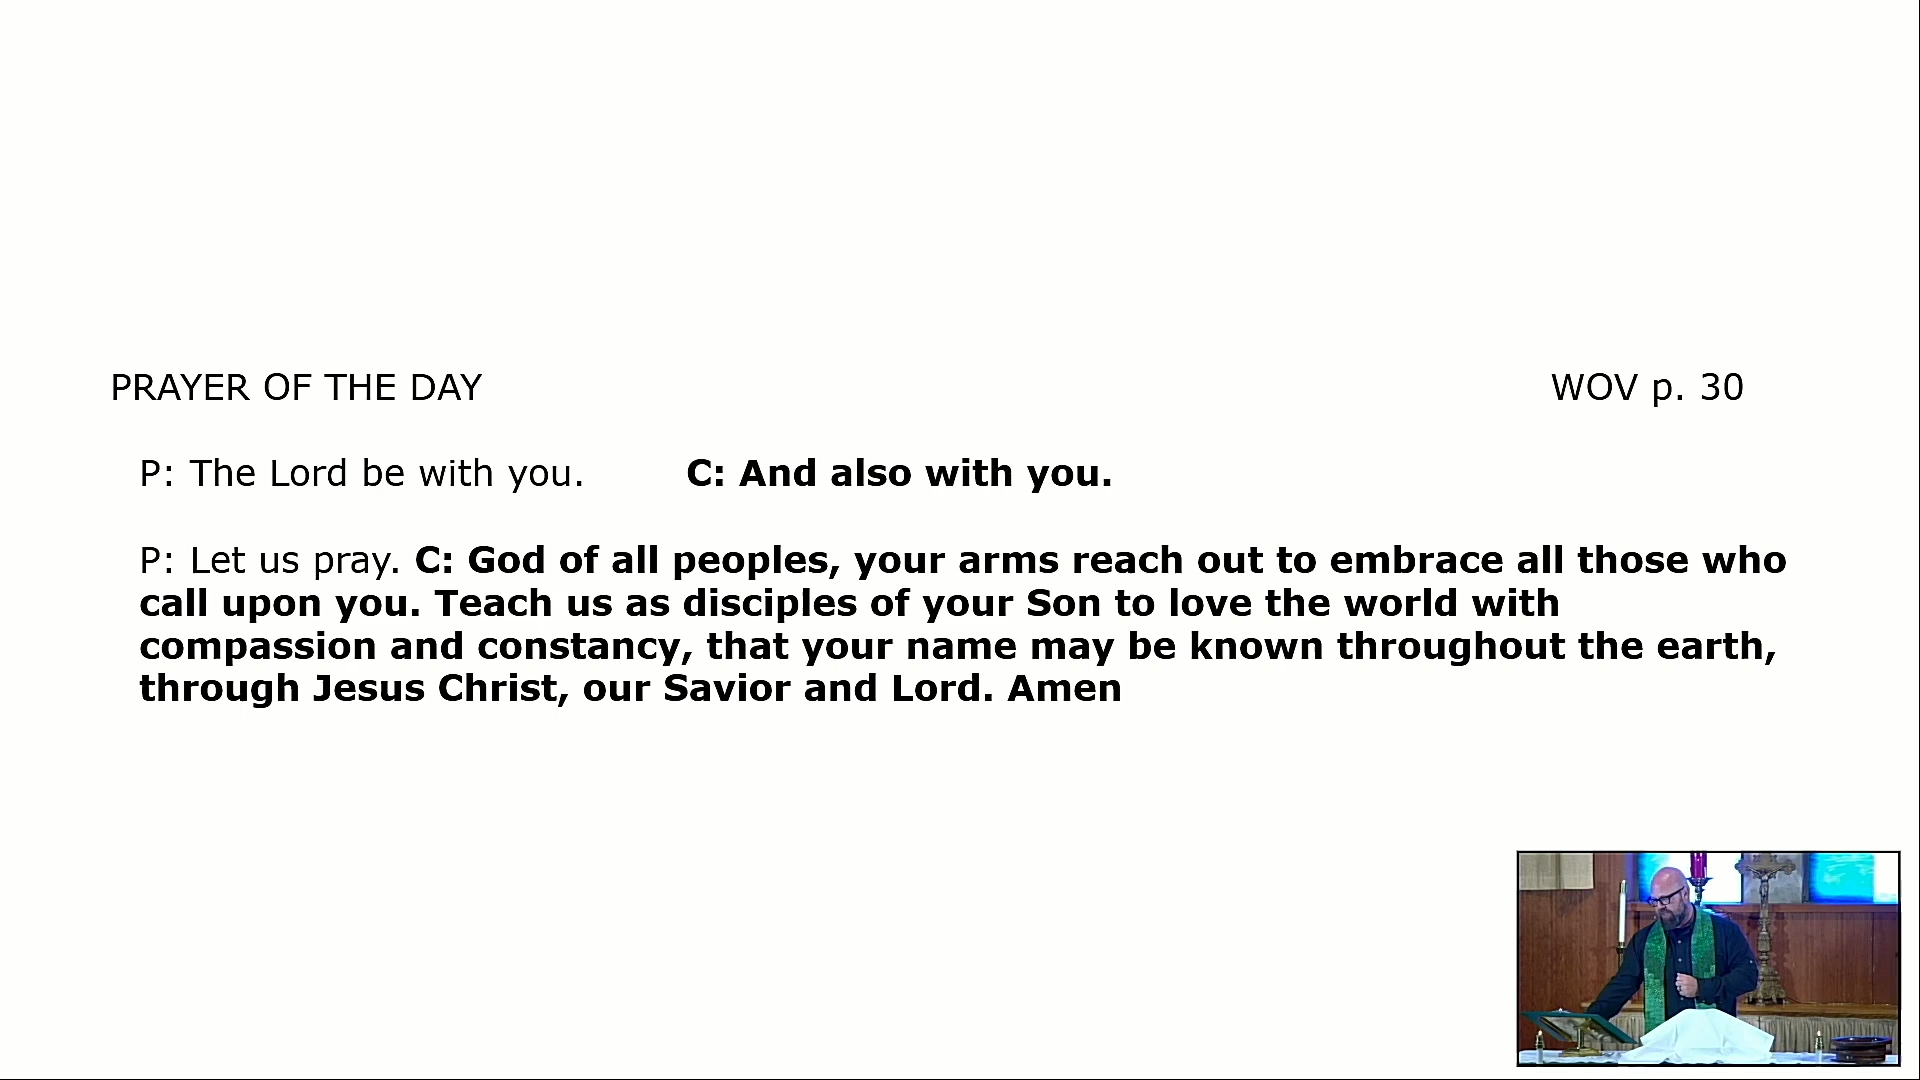 PRAYER OF THE DAY WOV p. 30
P: The Lord be with you. C: And also with you.
P: Let us pray. C: God of all peoples, your arms reach out to embrace all those who
call upon you. Teach us as disciples of your Son to love the world with
compassion and constancy, that your name may be known throughout the earth,
through Jesus Christ, our Savior and Lord. Amen